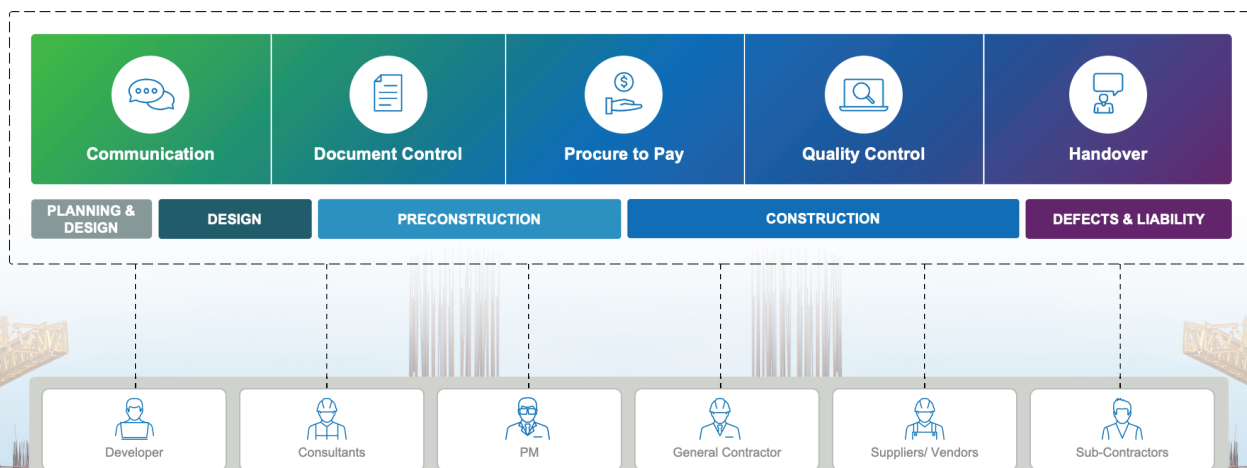 Communication
Document Control
Procure to Pay
Quality Control
Handover
PLANNING &
DESIGN
DESIGN
PRECONSTRUCTION
CONSTRUCTION
DEFECTS & LIABILITY
Developer
Consultants
PM
General Contractor
Suppliers/ Vendors
Sub-Contractors